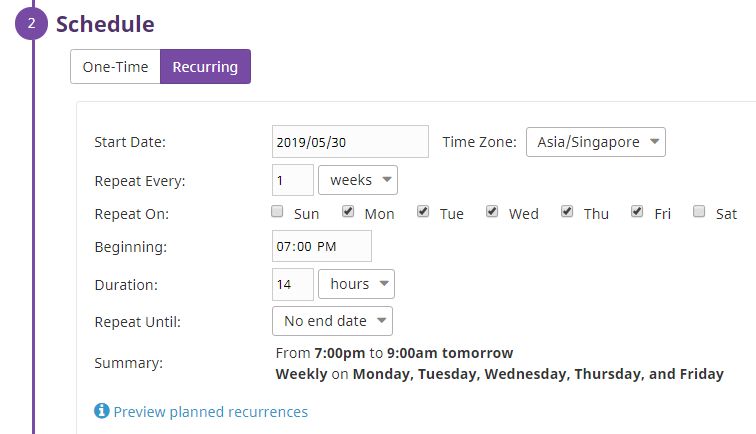 2 Schedule
One-Time Recurring
Start Date: 2019/05/30 Time Zone: Asia/Singapore
Repeat Every: 1 weeks
Repeat On: Sun Mon Tue Wed Thu Fri Sat
Beginning: 07:00 PM
Duration: 14 hours
Repeat Until: No end date
Summary: From 7:00pm to 9:00am tomorrow
Weekly on Monday, Tuesday, Wednesday, Thursday, and Friday
i Preview planned recurrences